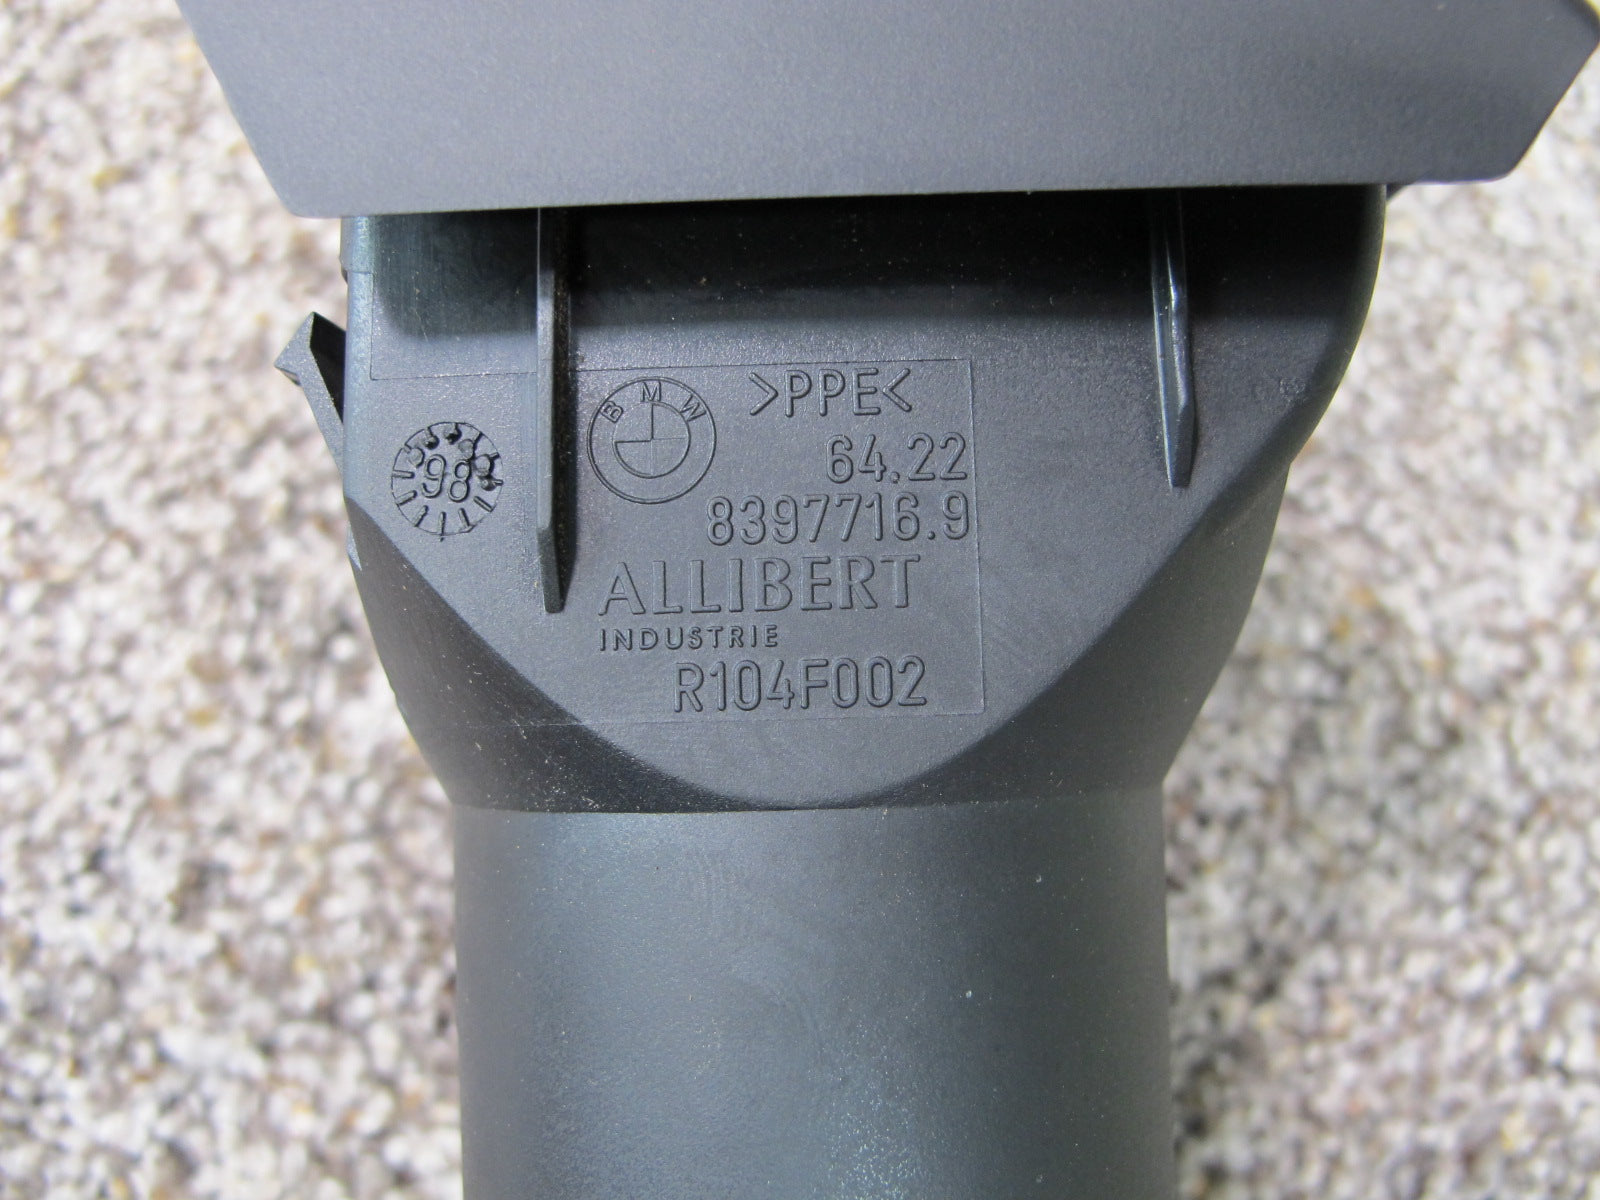 BMW
>PPE<
64.22
98
8397716.9
ALLIBERT
INDUSTRIE
R104F002